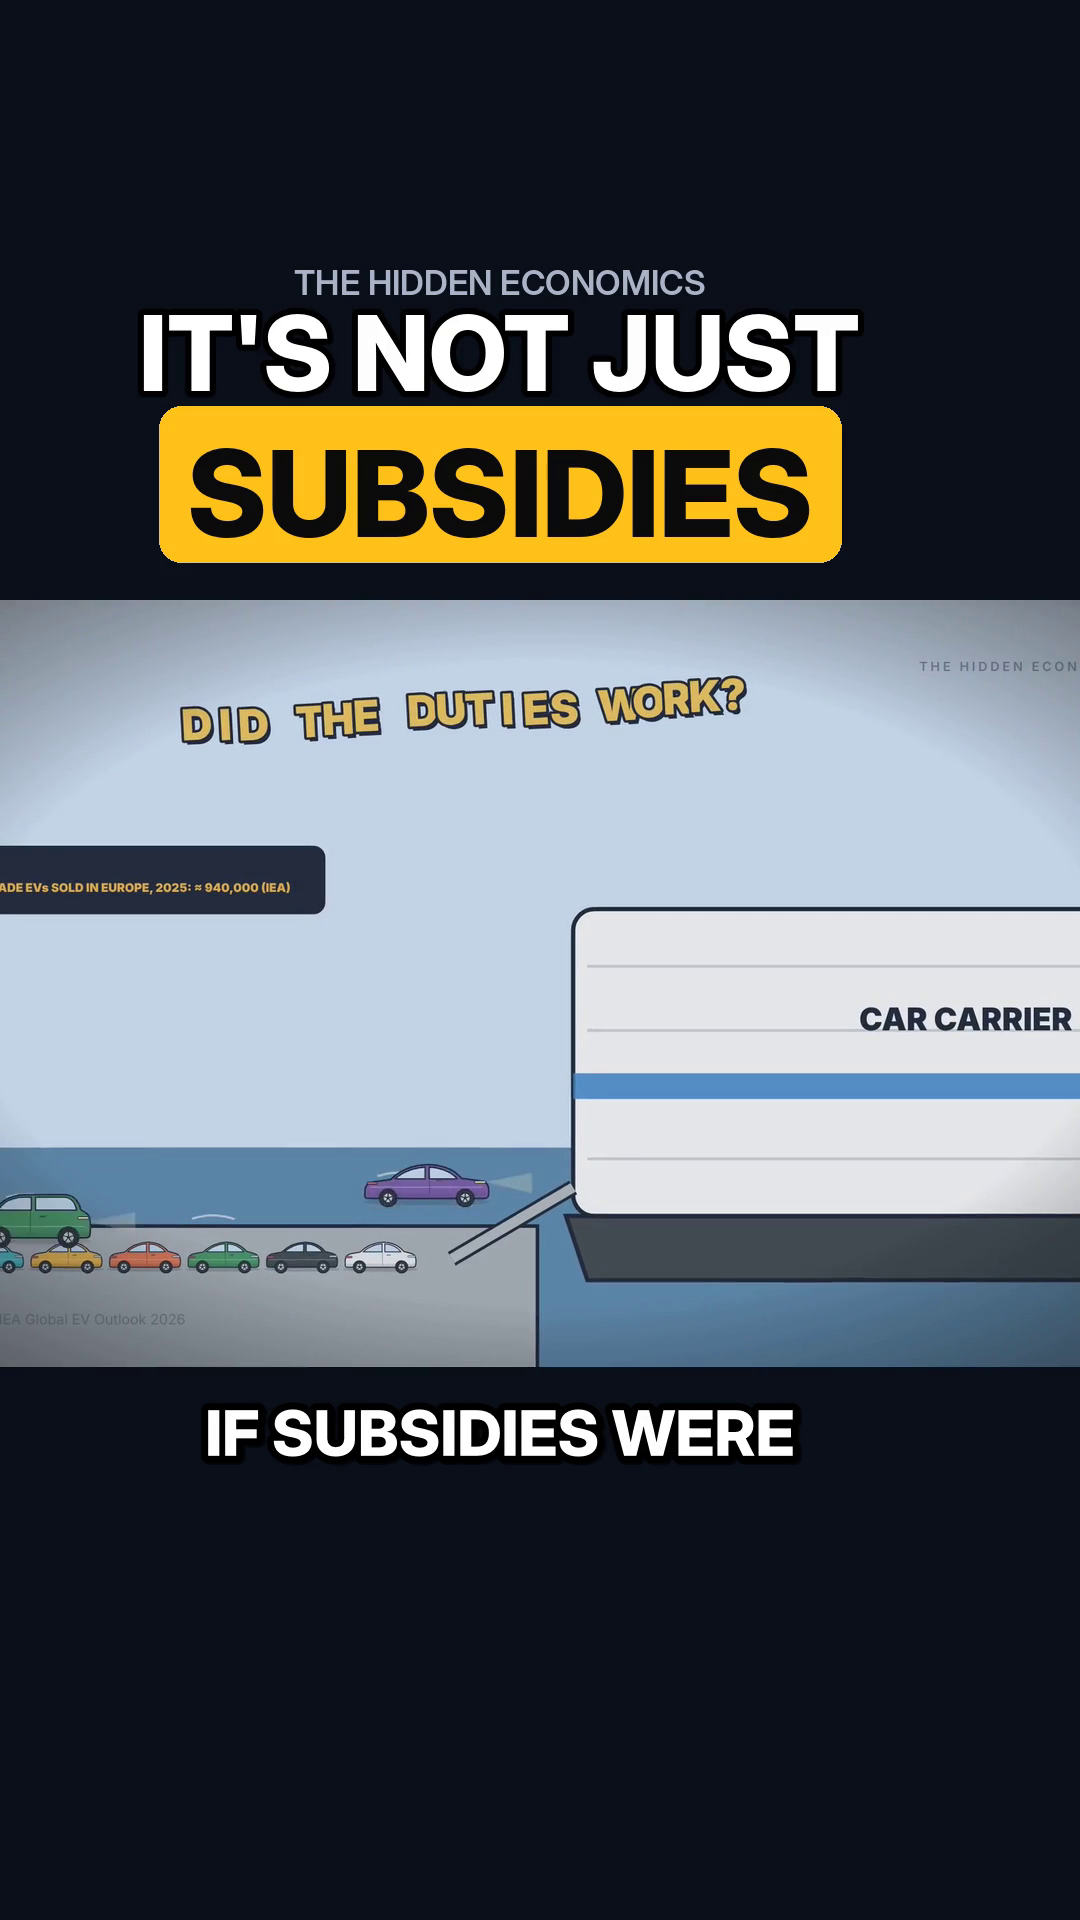 THE HIDDEN ECONOMICS
IT'S NOT JUST
SUBSIDIES
THE HIDDEN ECON
DID THE DUTIES WORK?
ADE EVs SOLD IN EUROPE, 2025: ≈ 940,000 (IEA)
CAR CARRIER
IEA Global EV Outlook 2026
IF SUBSIDIES WERE